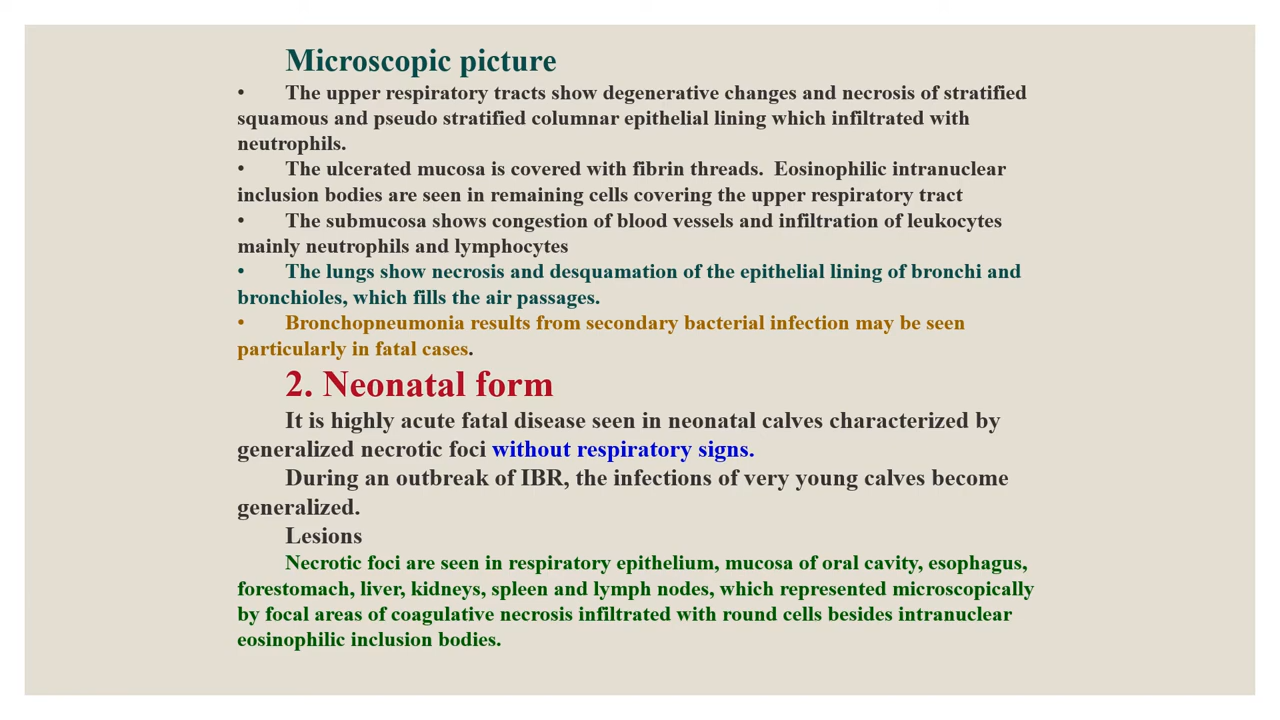 Microscopic picture
• The upper respiratory tracts show degenerative changes and necrosis of stratified
squamous and pseudo stratified columnar epithelial lining which infiltrated with
neutrophils.
• The ulcerated mucosa is covered with fibrin threads.  Eosinophilic intranuclear
inclusion bodies are seen in remaining cells covering the upper respiratory tract
• The submucosa shows congestion of blood vessels and infiltration of leukocytes
mainly neutrophils and lymphocytes
• The lungs show necrosis and desquamation of the epithelial lining of bronchi and
bronchioles, which fills the air passages.
• Bronchopneumonia results from secondary bacterial infection may be seen
particularly in fatal cases.
2. Neonatal form
It is highly acute fatal disease seen in neonatal calves characterized by
generalized necrotic foci without respiratory signs.
During an outbreak of IBR, the infections of very young calves become
generalized.
Lesions
Necrotic foci are seen in respiratory epithelium, mucosa of oral cavity, esophagus,
forestomach, liver, kidneys, spleen and lymph nodes, which represented microscopically
by focal areas of coagulative necrosis infiltrated with round cells besides intranuclear
eosinophilic inclusion bodies.